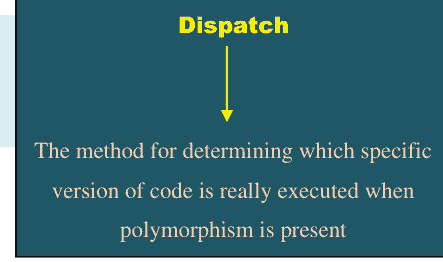 Dispatch
The method for determining which specific
version of code is really executed when
polymorphism is present